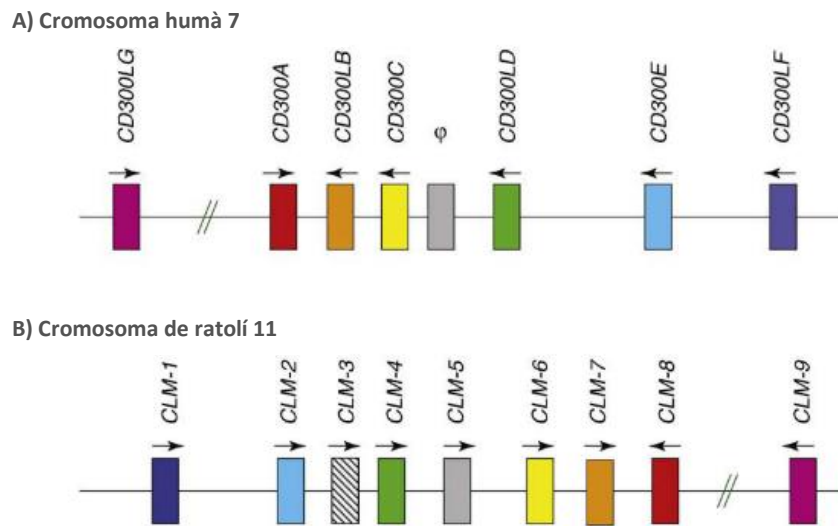 A) Cromosoma humà 7
CD300LG
CD300A
CD300LB
CD300C
φ
CD300LD
CD300E
CD300LF
B) Cromosoma de ratolí 11
CLM-1
CLM-2
CLM-3
CLM-4
CLM-5
CLM-6
CLM-7
CLM-8
CLM-9